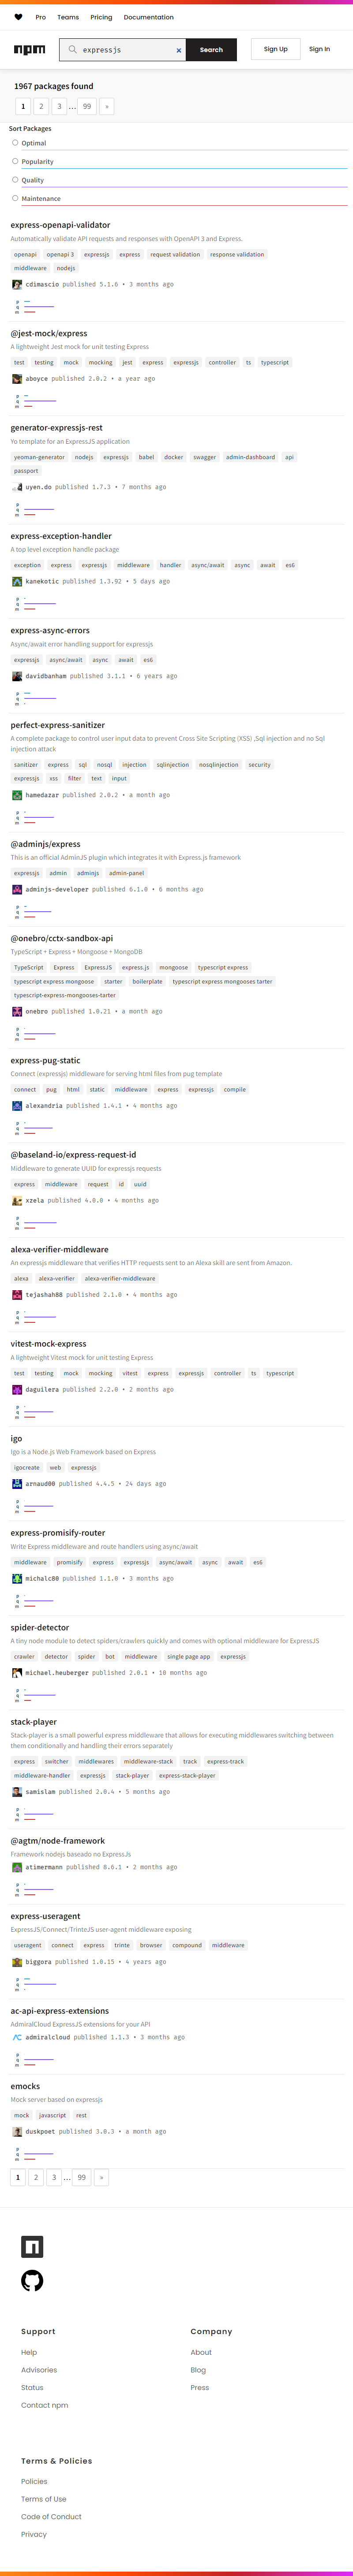 Pro Teams Pricing Documentation
npm
expressjs × Search Sign Up Sign In
1967 packages found
1 2 3 ... 99 »
Sort Packages
Optimal
Popularity
Quality
Maintenance
express-openapi-validator
Automatically validate API requests and responses with OpenAPI 3 and Express.
openapi openapi 3 expressjs express request validation response validation
middleware nodejs
cdimascio published 5.1.6 • 3 months ago
p
q
m
@jest-mock/express
A lightweight Jest mock for unit testing Express
test testing mock mocking jest express expressjs controller ts typescript
aboyce published 2.0.2 • a year ago
p
q
m
generator-expressjs-rest
Yo template for an ExpressJS application
yeoman-generator nodejs expressjs babel docker swagger admin-dashboard api
passport
uyen.do published 1.7.3 • 7 months ago
p
q
m
express-exception-handler
A top level exception handle package
exception express expressjs middleware handler async/await async await es6
kanekotic published 1.3.92 • 5 days ago
p
q
m
express-async-errors
Async/await error handling support for expressjs
expressjs async/await async await es6
davidbanham published 3.1.1 • 6 years ago
p
q
m
perfect-express-sanitizer
A complete package to control user input data to prevent Cross Site Scripting (XSS) ,Sql injection and no Sql
injection attack
sanitizer express sql nosql injection sqlinjection nosqlinjection security
expressjs xss filter text input
hamedazar published 2.0.2 • a month ago
p
q
m
@adminjs/express
This is an official AdminJS plugin which integrates it with Express.js framework
expressjs admin adminjs admin-panel
adminjs-developer published 6.1.0 • 6 months ago
p
q
m
@onebro/cctx-sandbox-api
TypeScript + Express + Mongoose + MongoDB
TypeScript Express ExpressJS express.js mongoose typescript express
typescript express mongoose starter boilerplate typescript express mongooses tarter
typescript-express-mongooses-tarter
onebro published 1.0.21 • a month ago
p
q
m
express-pug-static
Connect (expressjs) middleware for serving html files from pug template
connect pug html static middleware express expressjs compile
alexandria published 1.4.1 • 4 months ago
p
q
m
@baseland-io/express-request-id
Middleware to generate UUID for expressjs requests
express middleware request id uuid
xzela published 4.0.0 • 4 months ago
p
q
m
alexa-verifier-middleware
An expressjs middleware that verifies HTTP requests sent to an Alexa skill are sent from Amazon.
alexa alexa-verifier alexa-verifier-middleware
tejashah88 published 2.1.0 • 4 months ago
p
q
m
vitest-mock-express
A lightweight Vitest mock for unit testing Express
test testing mock mocking vitest express expressjs controller ts typescript
daguilera published 2.2.0 • 2 months ago
p
q
m
igo
Igo is a Node.js Web Framework based on Express
igocreate web expressjs
arnaud00 published 4.4.5 • 24 days ago
p
q
m
express-promisify-router
Write Express middleware and route handlers using async/await
middleware promisify express expressjs async/await async await es6
michalc80 published 1.1.0 • 3 months ago
p
q
m
spider-detector
A tiny node module to detect spiders/crawlers quickly and comes with optional middleware for ExpressJS
crawler detector spider bot middleware single page app expressjs
michael.heuberger published 2.0.1 • 10 months ago
p
q
m
stack-player
Stack-player is a small powerful express middleware that allows for executing middlewares switching between
them conditionally and handling their errors separately
express switcher middlewares middleware-stack track express-track
middleware-handler expressjs stack-player express-stack-player
samislam published 2.0.4 • 5 months ago
p
q
m
@agtm/node-framework
Framework nodejs baseado no ExpressJs
atimermann published 8.6.1 • 2 months ago
p
q
m
express-useragent
ExpressJS/Connect/TrinteJS user-agent middleware exposing
useragent connect express trinte browser compound middleware
biggora published 1.0.15 • 4 years ago
p
q
m
ac-api-express-extensions
AdmiralCloud ExpressJS extensions for your API
admiralcloud published 1.1.3 • 3 months ago
p
q
m
emocks
Mock server based on expressjs
mock javascript rest
duskpoet published 3.0.3 • a month ago
p
q
m
1 2 3 ... 99 »
Support Company
Help About
Advisories Blog
Status Press
Contact npm
Terms & Policies
Policies
Terms of Use
Code of Conduct
Privacy